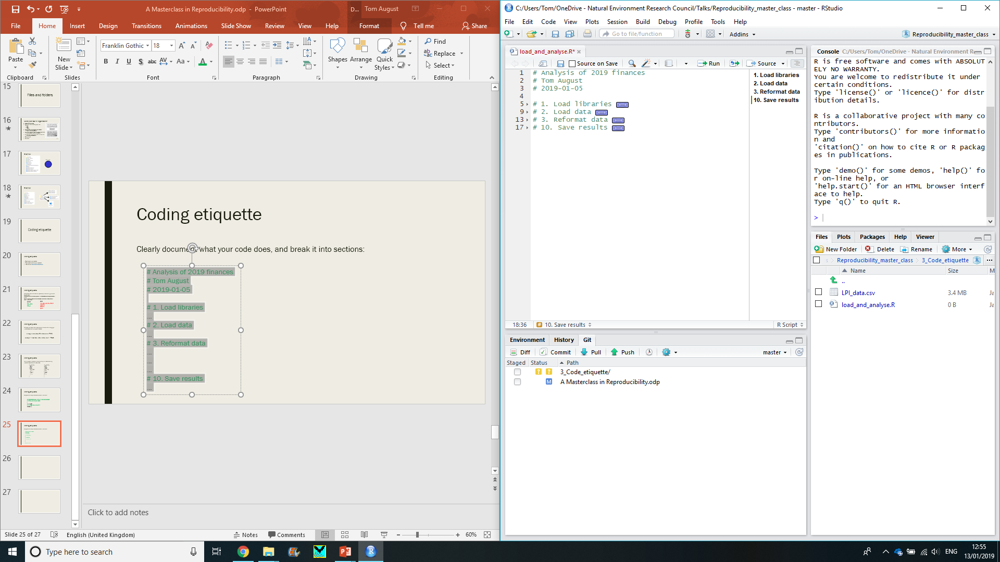 A Masterclass in Reproducibility.odp - PowerPoint
D... Tom August
File Home Insert Design Transitions Animations Slide Show Review View Help Format Tell me Share
Paste
Clipboard
New Slide
Slides
Franklin Gothic 18
B I U S abc AV Aa A
Font
Paragraph
Shapes Arrange Quick Styles
Drawing
Find
Replace
Select
Editing
15
Files and folders
16
17
18
19
Coding etiquette
20
21
22
23
24
25
26
27
Coding etiquette
Clearly document what your code does, and break it into sections:
# Analysis of 2019 finances
# Tom August
# 2019-01-05
# 1. Load libraries
...
# 2. Load data
...
# 3. Reformat data
...
...
...
# 10. Save results
...
Click to add notes
Slide 25 of 27 English (United Kingdom) Notes Comments 60%
C:/Users/Tom/OneDrive - Natural Environment Research Council/Talks/Reproducibility_master_class - master - RStudio
File Edit Code View Plots Session Build Debug Profile Tools Help
Go to file/function Addins Reproducibility_master_class
load_and_analyse.R*
Source on Save Run Source
1 # Analysis of 2019 finances
2 # Tom August
3 # 2019-01-05
4
5 # 1. Load libraries
9 # 2. Load data
13 # 3. Reformat data
17 # 10. Save results
1. Load libraries
2. Load data
3. Reformat data
10. Save results
18:36 # 10. Save results R Script
Environment History Git
Diff Commit Pull Push master
Staged Status Path
? ? 3_Code_etiquette/
M A Masterclass in Reproducibility.odp
Console C:/Users/Tom/OneDrive - Natural Environment R
R is free software and comes with ABSOLUT
ELY NO WARRANTY.
You are welcome to redistribute it under
certain conditions.
Type 'license()' or 'licence()' for distr
ibution details.
R is a collaborative project with many co
ntributors.
Type 'contributors()' for more informatio
n and
'citation()' on how to cite R or R packag
es in publications.
Type 'demo()' for some demos, 'help()' fo
r on-line help, or
'help.start()' for an HTML browser interf
ace to help.
Type 'q()' to quit R.
>
Files Plots Packages Help Viewer
New Folder Delete Rename More
s Reproducibility_master_class 3_Code_etiquette ...
Name Size M
..
LPI_data.csv 3.4 MB Ja
load_and_analyse.R 0 B Ja
Type here to search
ENG
12:55
13/01/2019